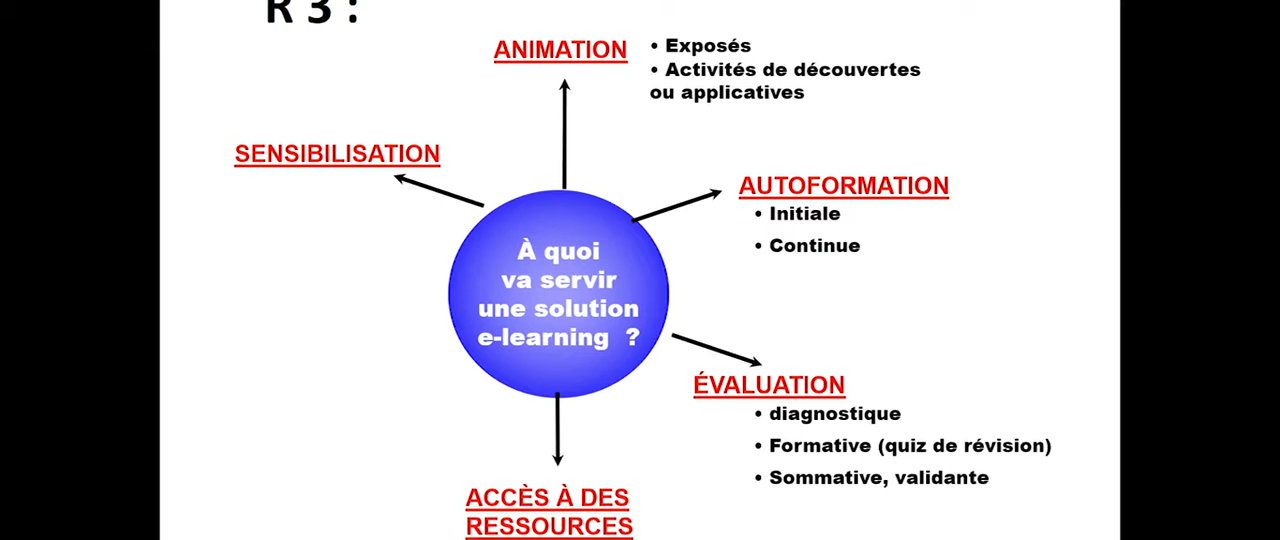 R 3 :
ANIMATION
• Exposés
• Activités de découvertes
ou applicatives
SENSIBILISATION
AUTOFORMATION
• Initiale
• Continue
À quoi
va servir
une solution
e-learning ?
ÉVALUATION
• diagnostique
• Formative (quiz de révision)
• Sommative, validante
ACCÈS À DES
RESSOURCES